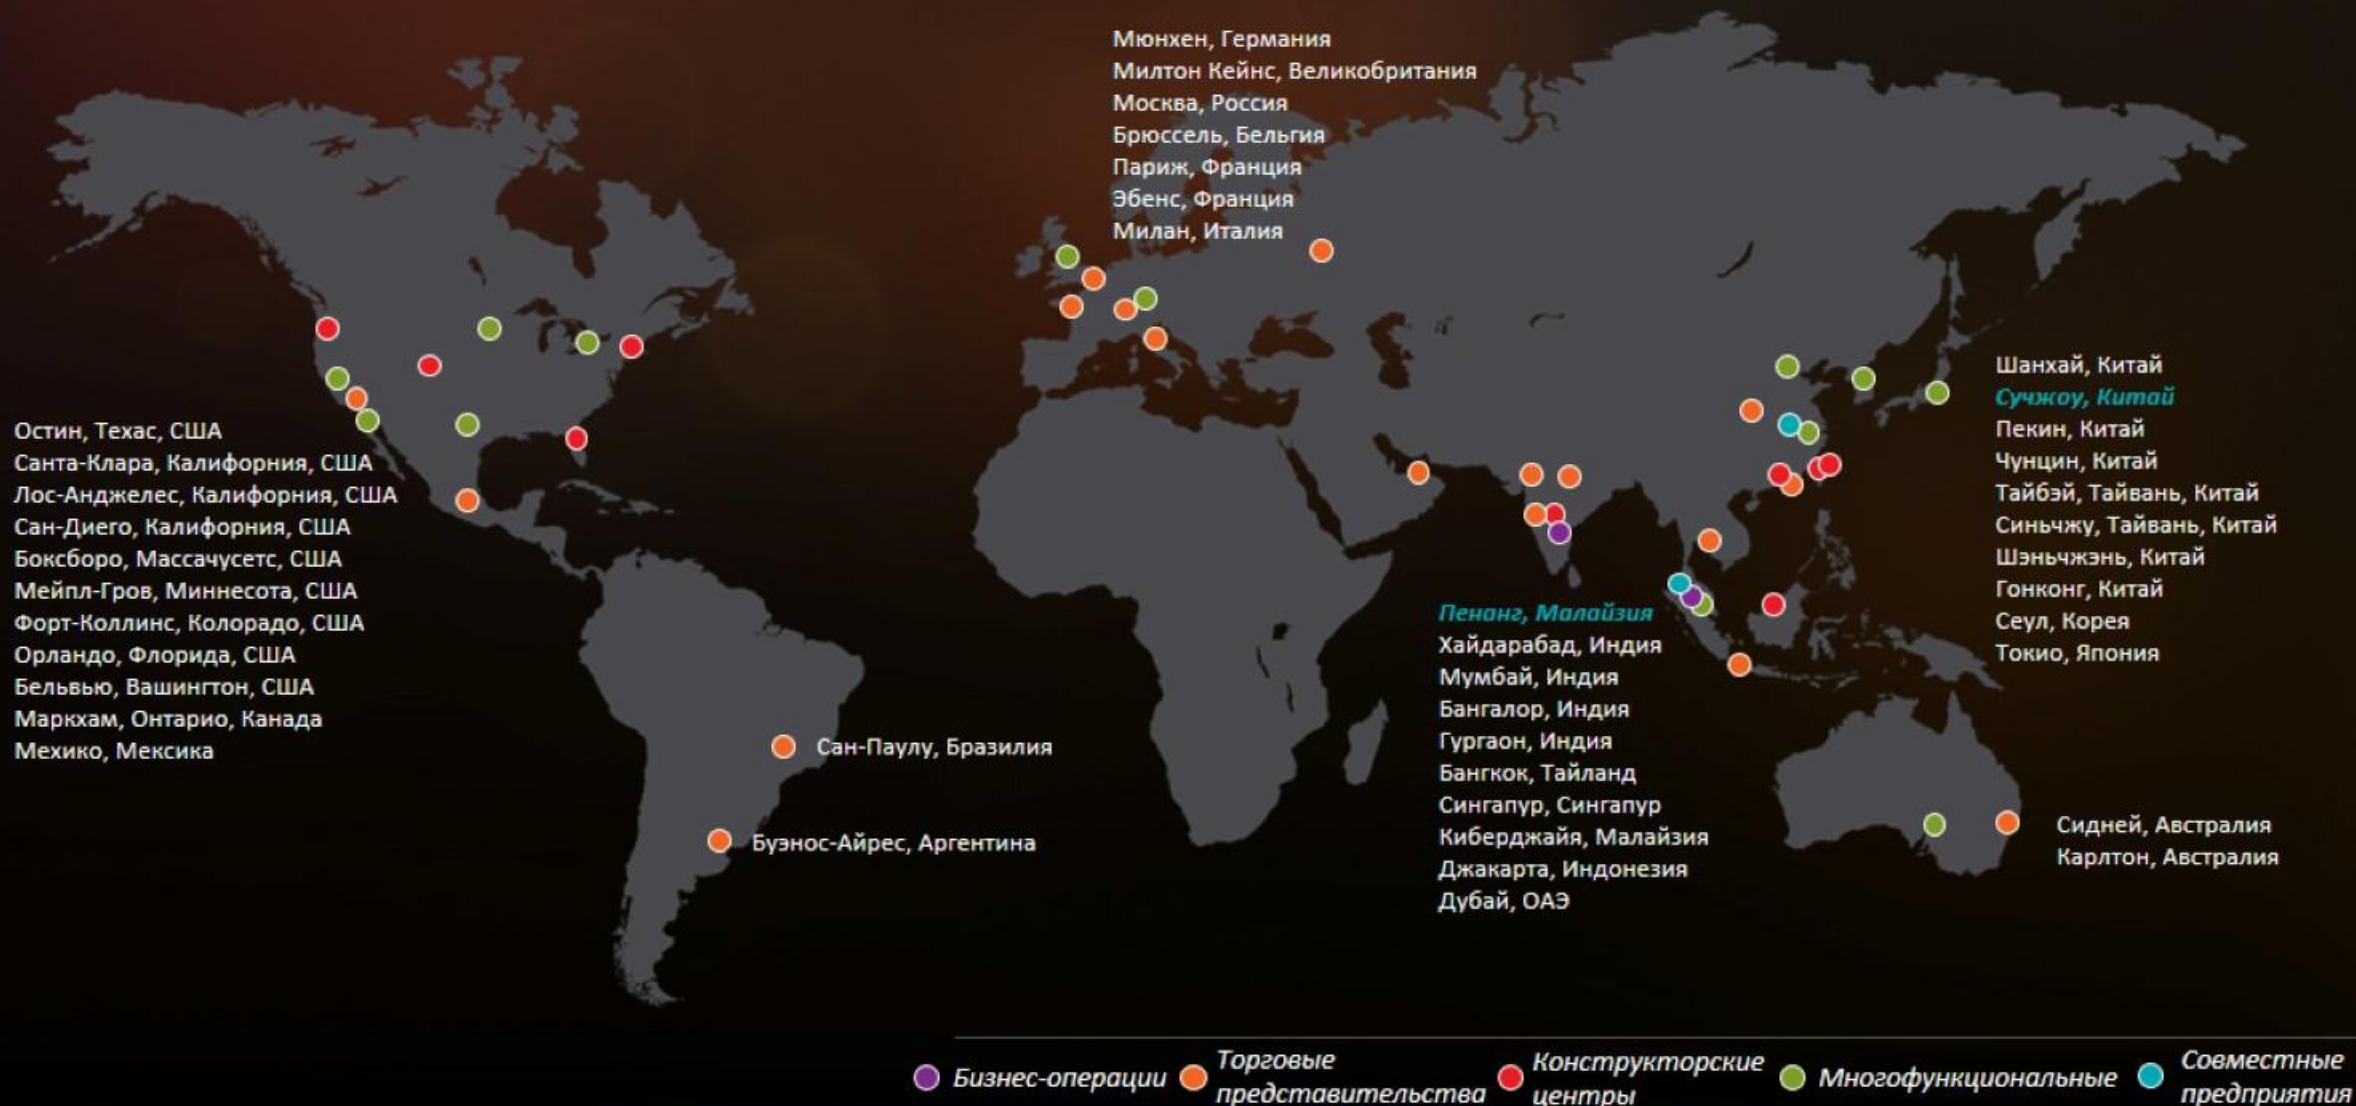 Мюнхен, Германия
Милтон Кейнс, Великобритания
Москва, Россия
Брюссель, Бельгия
Париж, Франция
Эбенс, Франция
Милан, Италия
Остин, Техас, США
Санта-Клара, Калифорния, США
Лос-Анджелес, Калифорния, США
Сан-Диего, Калифорния, США
Боксборо, Массачусетс, США
Мейпл-Гров, Миннесота, США
Форт-Коллинс, Колорадо, США
Орландо, Флорида, США
Бельвью, Вашингтон, США
Маркхам, Онтарио, Канада
Мехико, Мексика
Сан-Паулу, Бразилия
Буэнос-Айрес, Аргентина
Пенанг, Малайзия
Хайдарабад, Индия
Мумбай, Индия
Бангалор, Индия
Гургаон, Индия
Бангкок, Тайланд
Сингапур, Сингапур
Киберджайя, Малайзия
Джакарта, Индонезия
Дубай, ОАЭ
Шанхай, Китай
Сучжоу, Китай
Пекин, Китай
Чунцин, Китай
Тайбэй, Тайвань, Китай
Синьчжу, Тайвань, Китай
Шэньчжэнь, Китай
Гонконг, Китай
Сеул, Корея
Токио, Япония
Сидней, Австралия
Карлтон, Австралия
Бизнес-операции
Торговые
представительства
Конструкторские
центры
Многофункциональные
Совместные
предприятия